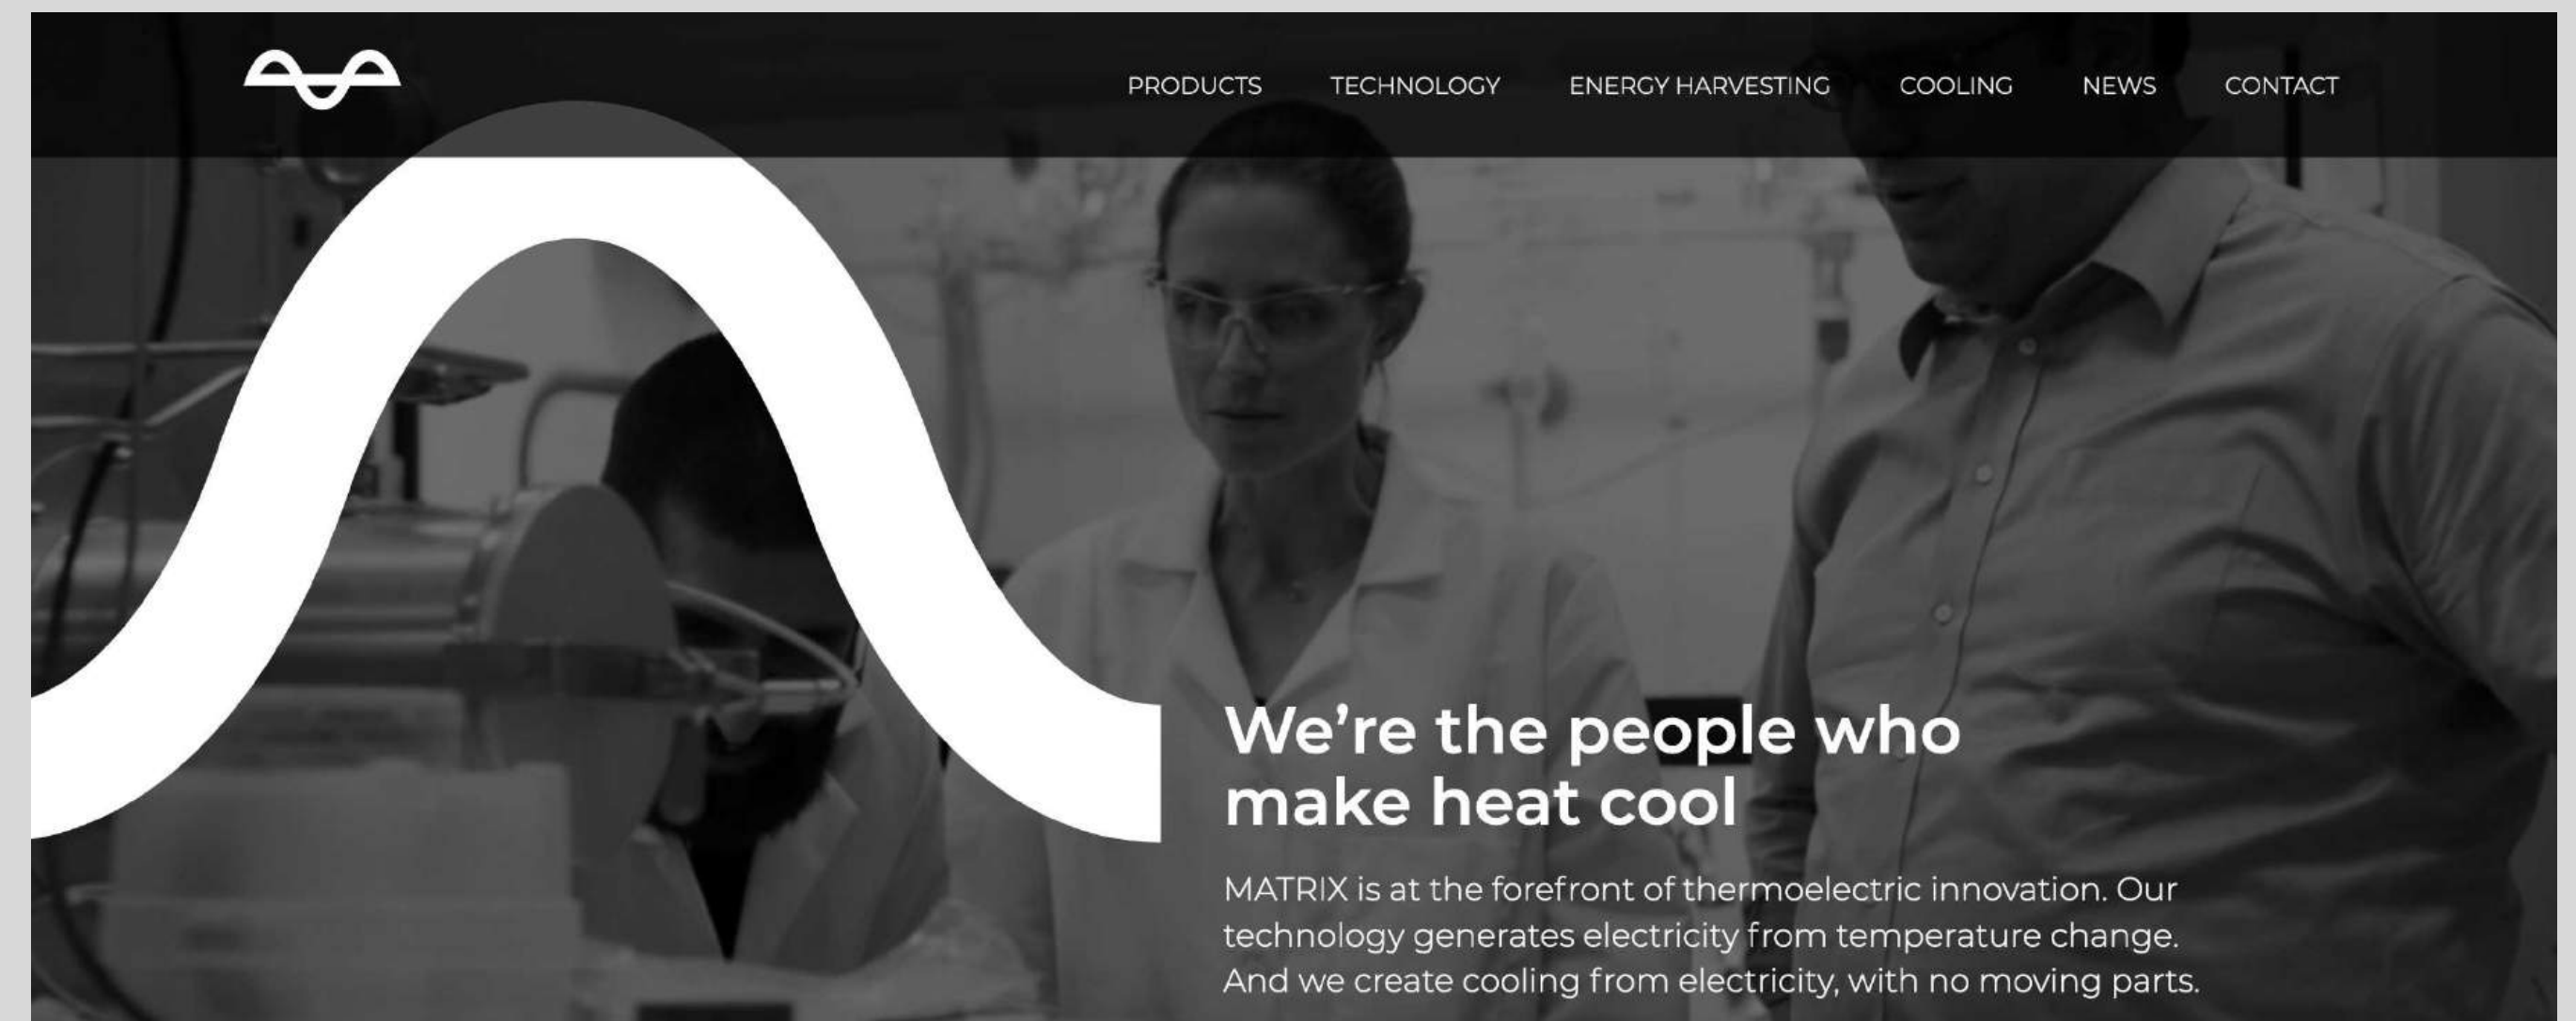 PRODUCTS TECHNOLOGY ENERGY HARVESTING COOLING NEWS CONTACT
We’re the people who
make heat cool
MATRIX is at the forefront of thermoelectric innovation. Our
technology generates electricity from temperature change.
And we create cooling from electricity, with no moving parts.